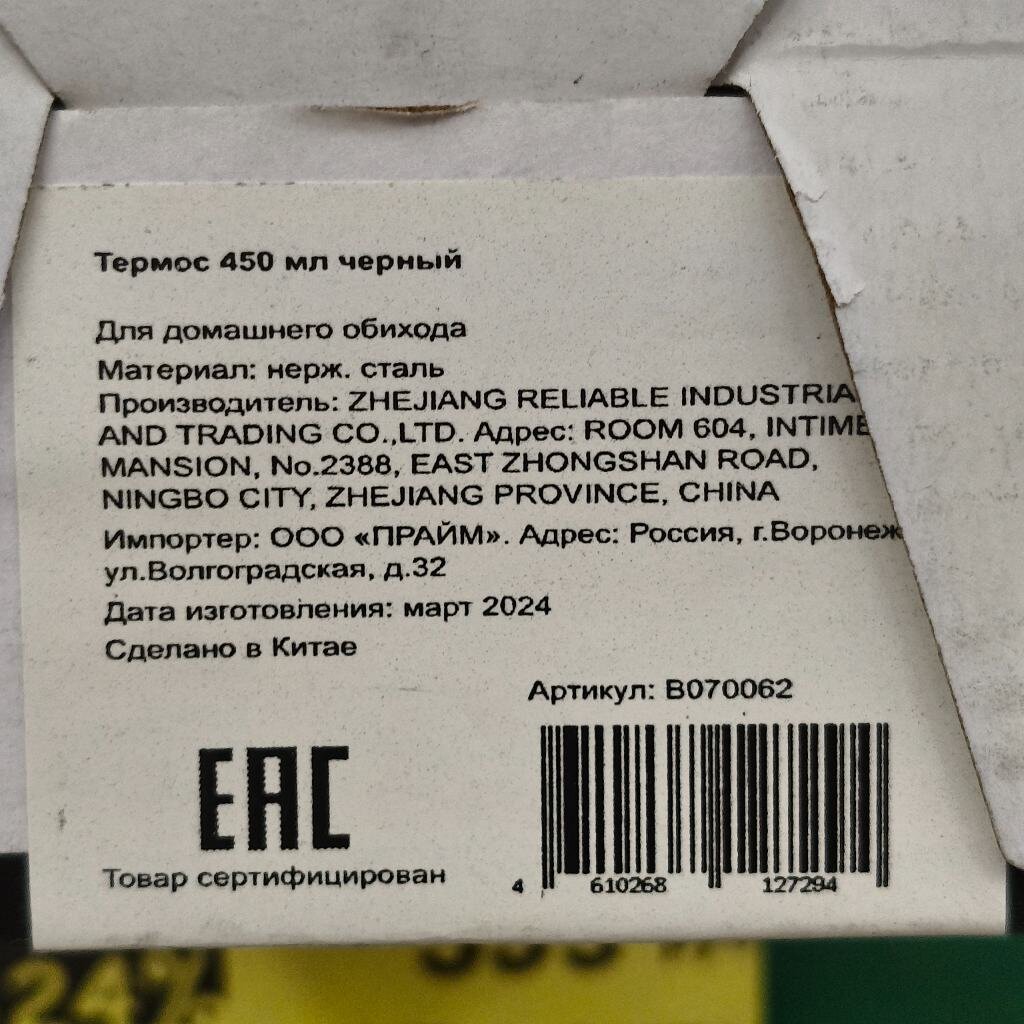 Термос 450 мл черный
Для домашнего обихода
Материал: нерж. сталь
Производитель: ZHEJIANG RELIABLE INDUSTRIA
AND TRADING CO.,LTD. Адрес: ROOM 604, INTIME
MANSION, No.2388, EAST ZHONGSHAN ROAD,
NINGBO CITY, ZHEJIANG PROVINCE, CHINA
Импортер: ООО «ПРАЙМ». Адрес: Россия, г.Воронеж
ул.Волгоградская, д.32
Дата изготовления: март 2024
Сделано в Китае
Артикул: B070062
EAC
Товар сертифицирован
4 610268 127294